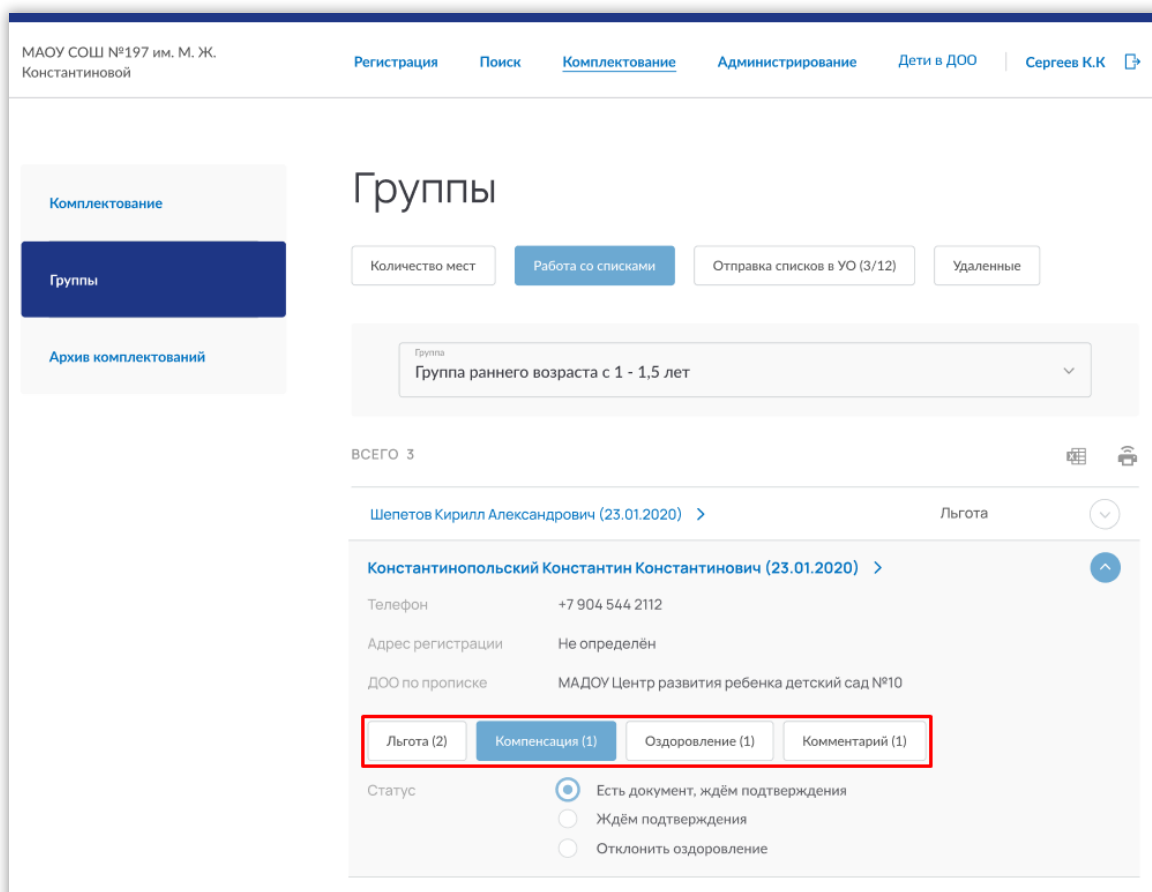 МАОУ СОШ №197 им. М. Ж.
Константиновой
Регистрация Поиск Комплектование Администрирование Дети в ДОО Сергеев К.К
Комплектование
Группы
Архив комплектований
Группы
Количество мест Работа со списками Отправка списков в УО (3/12) Удаленные
Группа
Группа раннего возраста с 1 - 1,5 лет
ВСЕГО 3
Шепетов Кирилл Александрович (23.01.2020) Льгота
Константинопольский Константин Константинович (23.01.2020)
Телефон +7 904 544 2112
Адрес регистрации Не определён
ДОО по прописке МАДОУ Центр развития ребенка детский сад №10
Льгота (2) Компенсация (1) Оздоровление (1) Комментарий (1)
Статус Есть документ, ждём подтверждения
Ждём подтверждения
Отклонить оздоровление